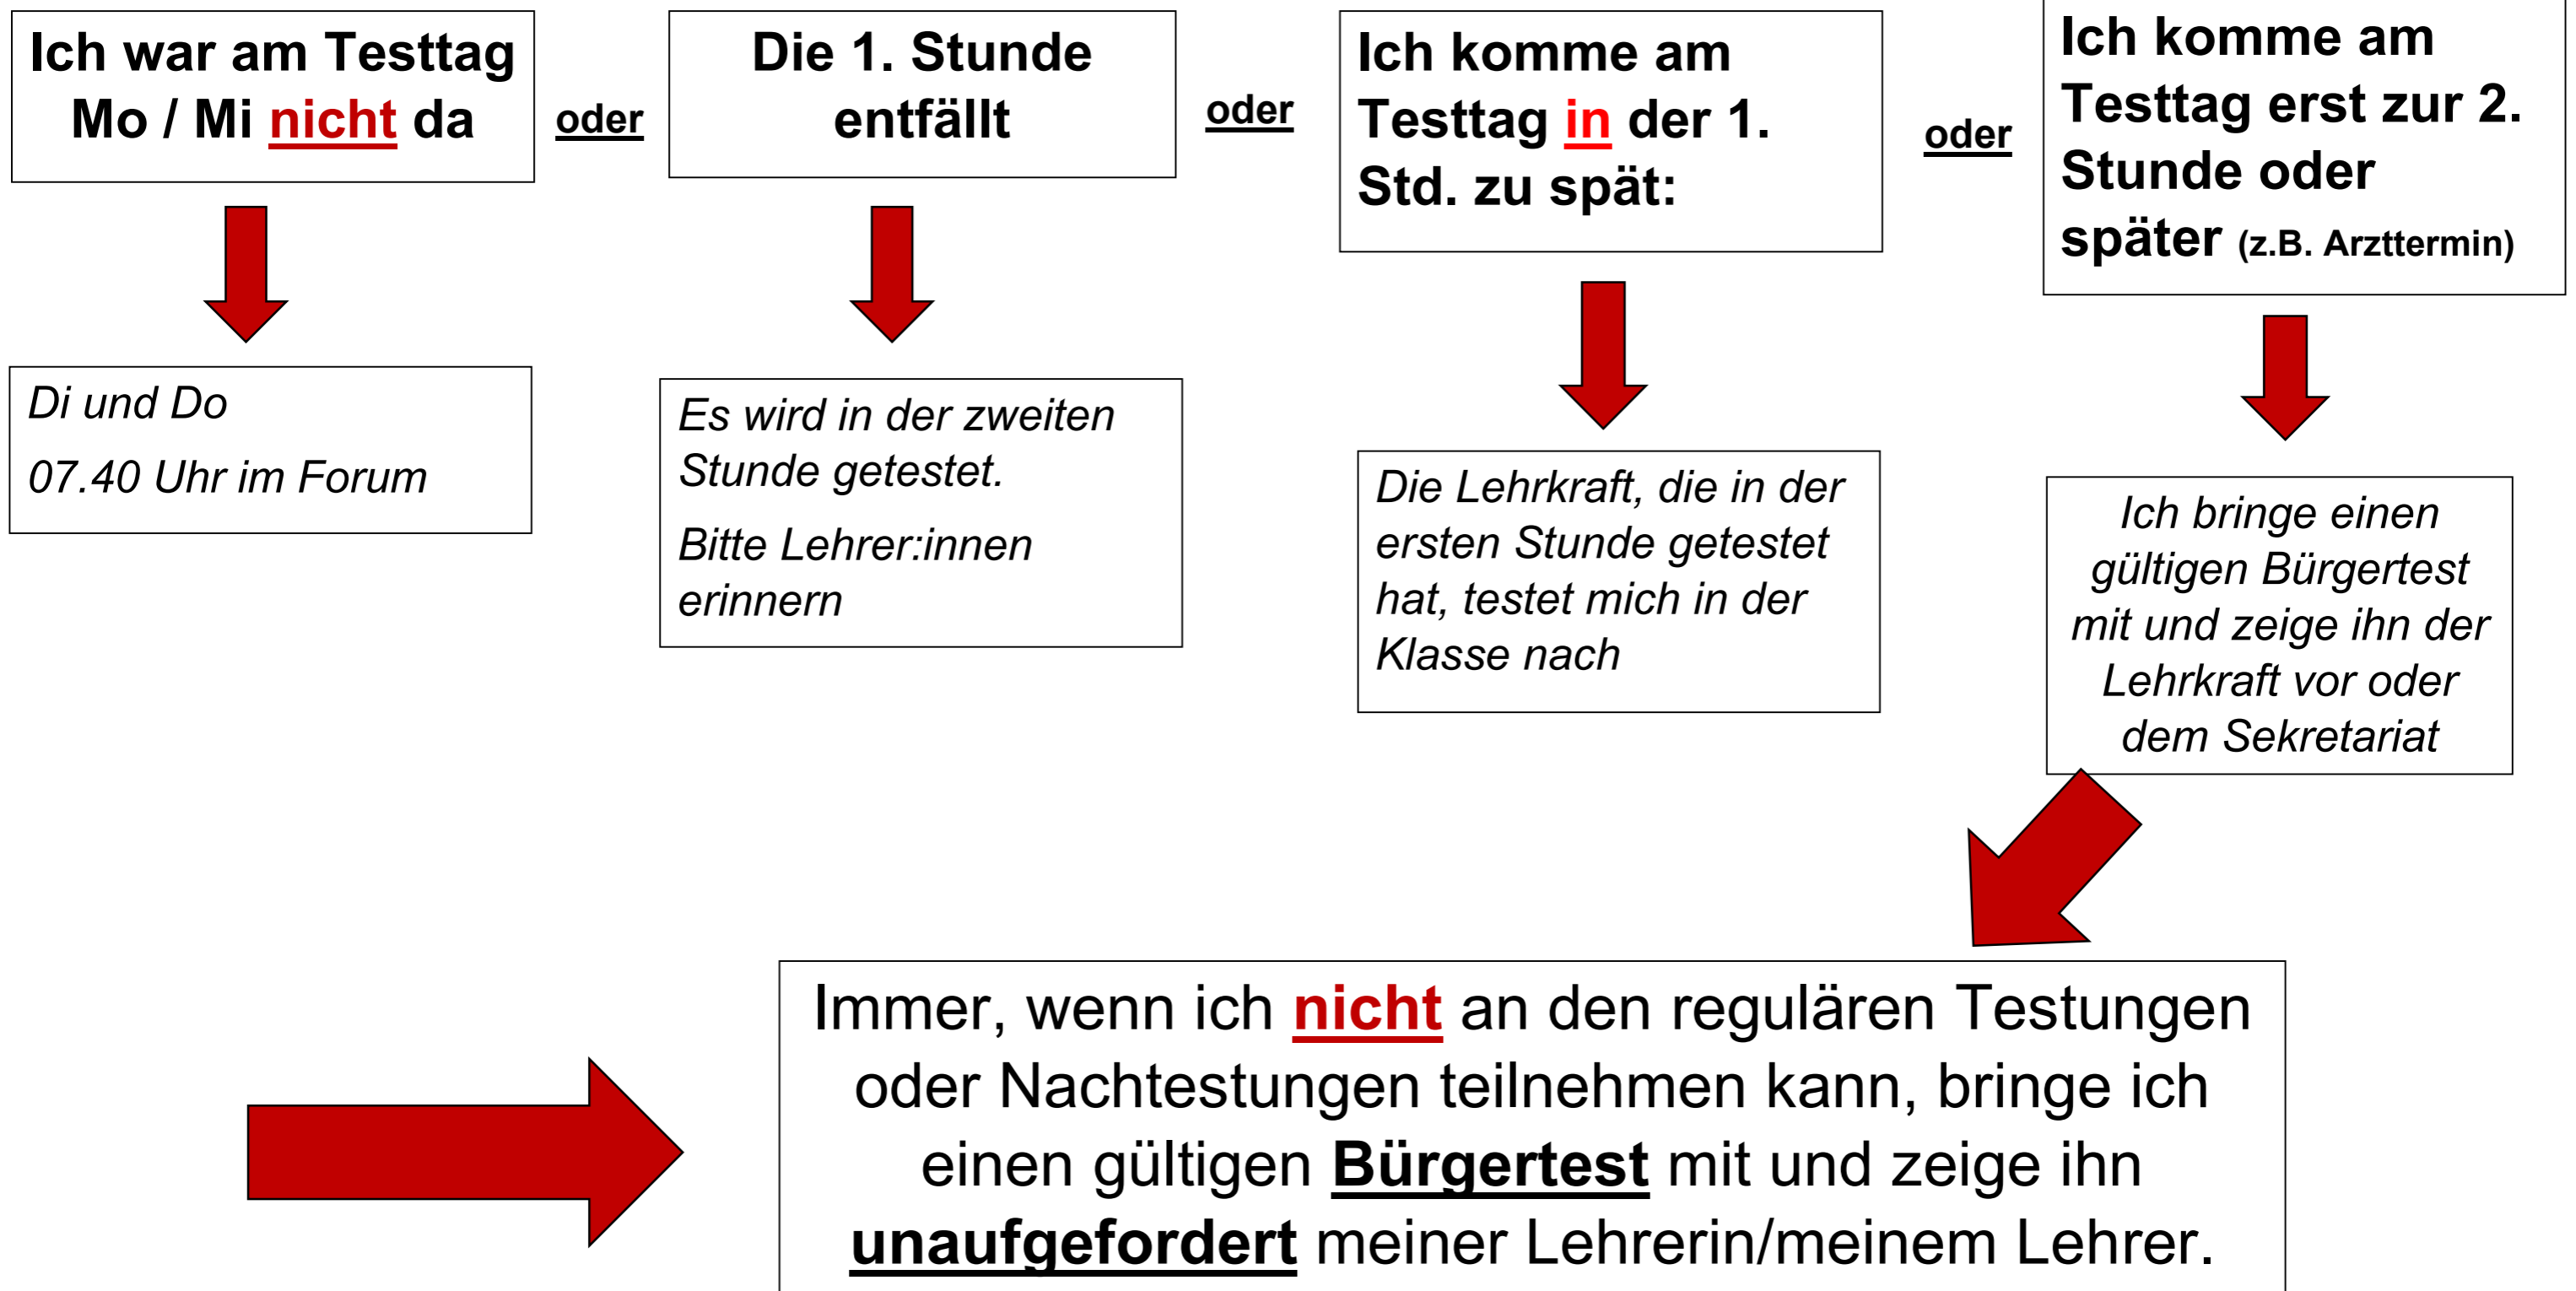 Ich war am Testtag
Mo / Mi nicht da
oder
Die 1. Stunde
entfällt
oder
Ich komme am
Testtag in der 1.
Std. zu spät:
oder
Ich komme am
Testtag erst zur 2.
Stunde oder
später (z.B. Arzttermin)
Di und Do
07.40 Uhr im Forum
Es wird in der zweiten
Stunde getestet.
Bitte Lehrer:innen
erinnern
Die Lehrkraft, die in der
ersten Stunde getestet
hat, testet mich in der
Klasse nach
Ich bringe einen
gültigen Bürgertest
mit und zeige ihn der
Lehrkraft vor oder
dem Sekretariat
Immer, wenn ich nicht an den regulären Testungen
oder Nachtestungen teilnehmen kann, bringe ich
einen gültigen Bürgertest mit und zeige ihn
unaufgefordert meiner Lehrerin/meinem Lehrer.